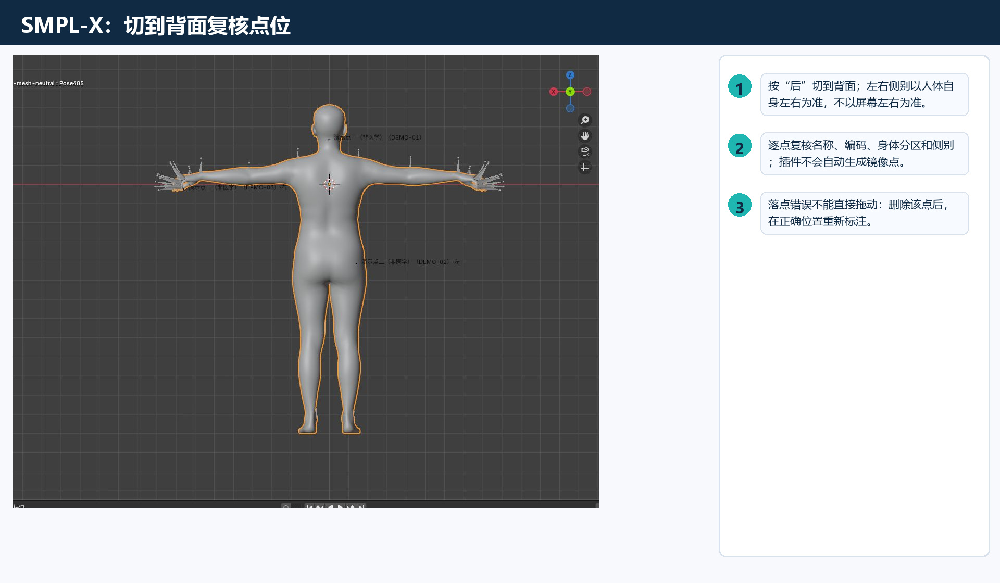 SMPL-X：切到背面复核点位
-mesh-neutral : Pose485
Z
X
Y
演示点一（非医学）（DEMO-01）
演示点三（非医学）（DEMO-03）·右
演示点二（非医学）（DEMO-02）·左
标记
1
按“后”切到背面；左右侧别以人体自
身左右为准，不以屏幕左右为准。
2
逐点复核名称、编码、身体分区和侧别
；插件不会自动生成镜像点。
3
落点错误不能直接拖动：删除该点后，
在正确位置重新标注。